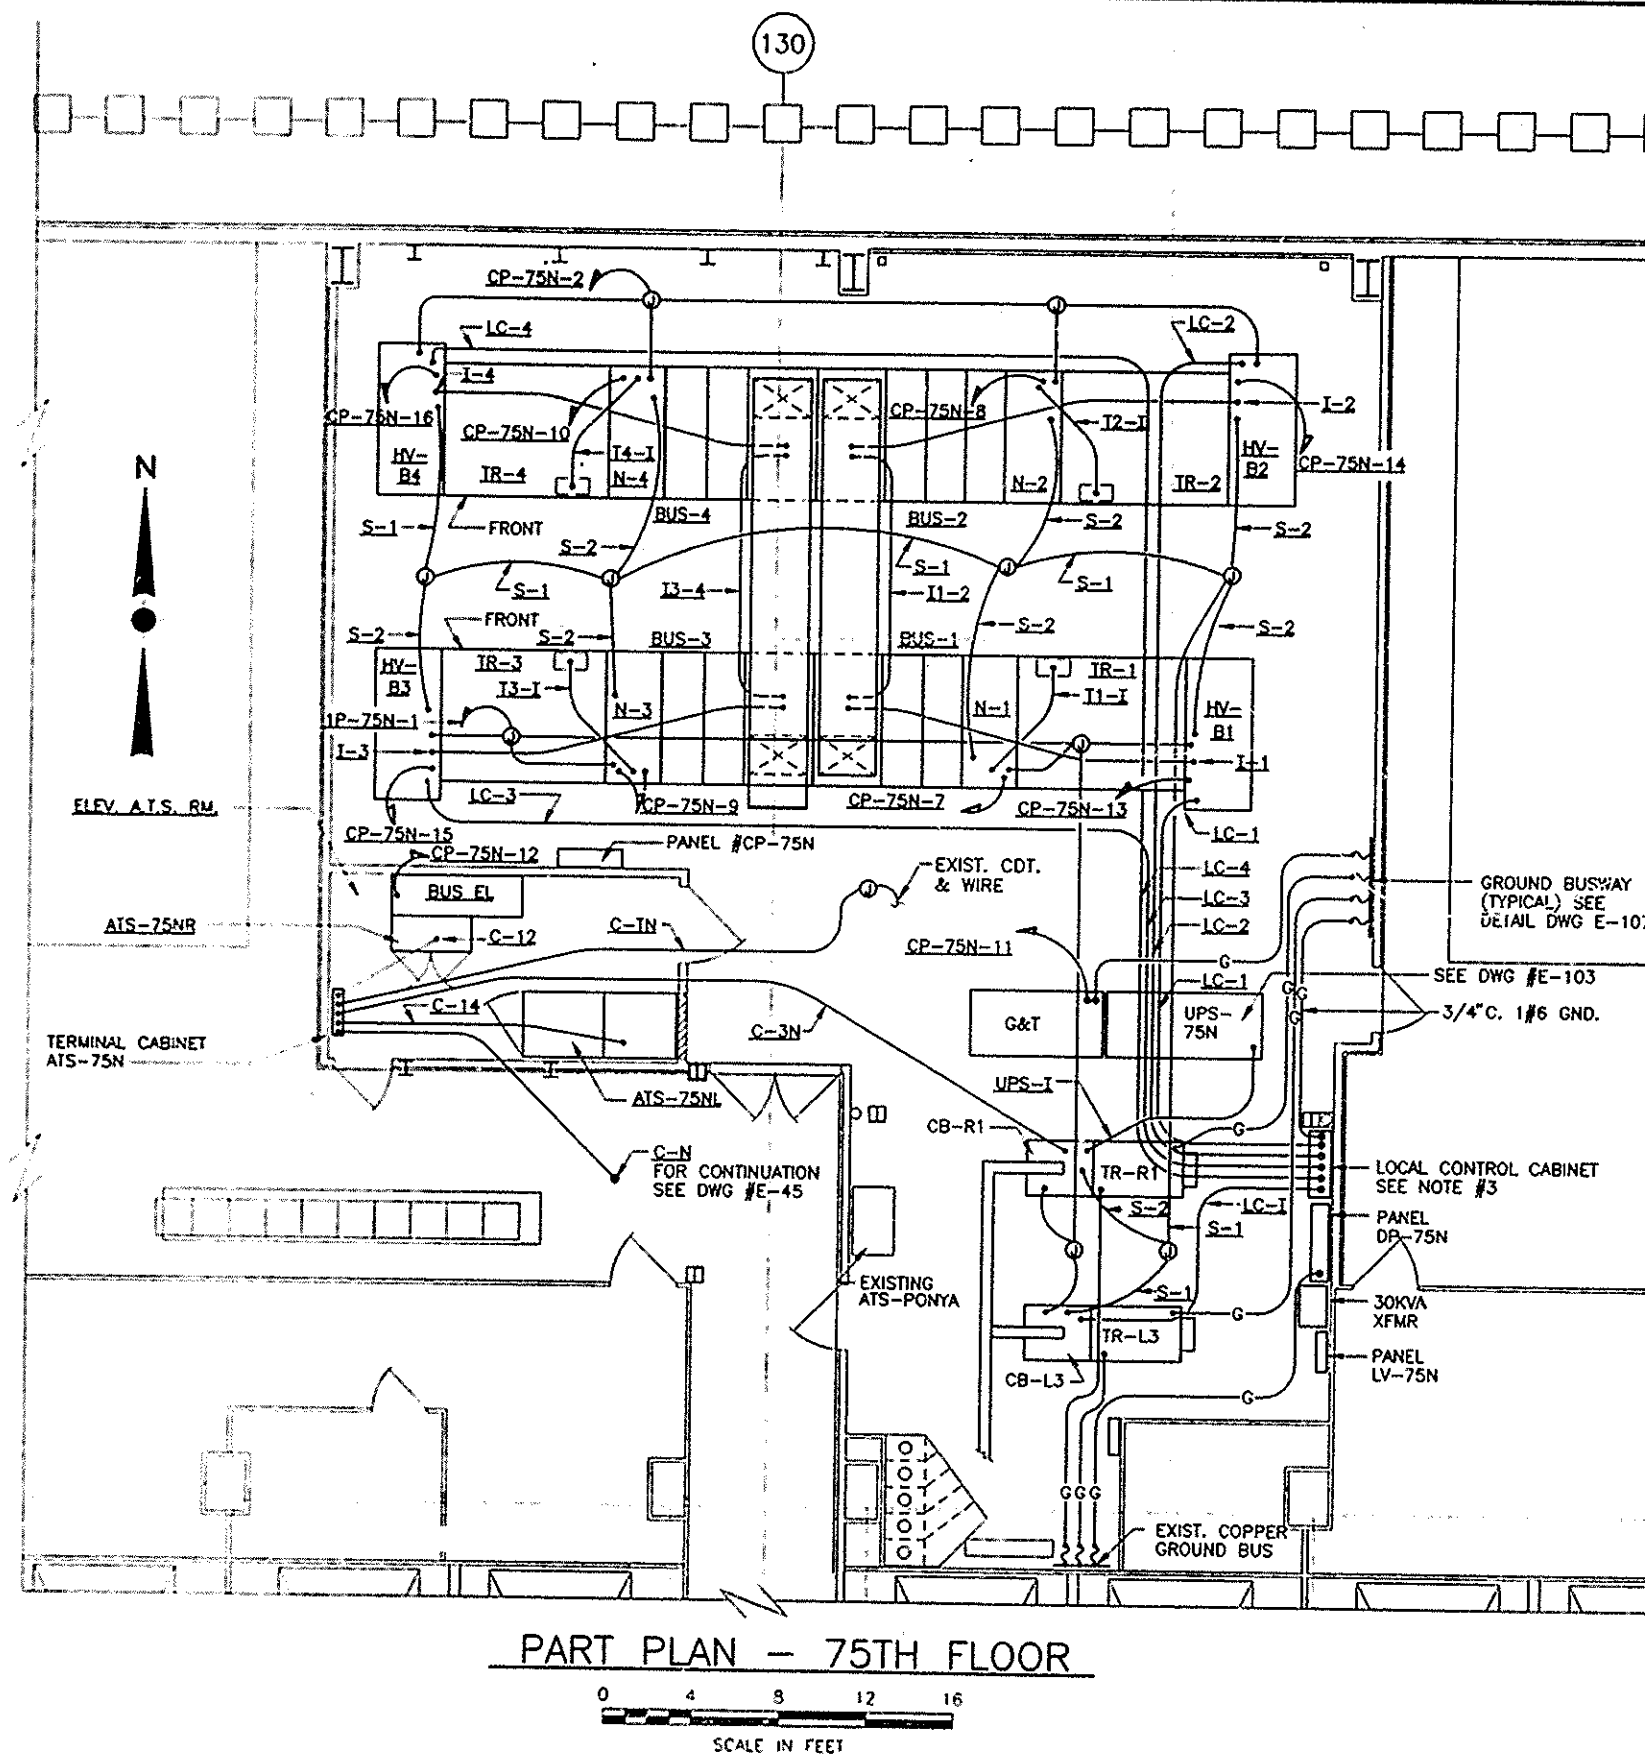 130
CP-75N-2
LC-4
LC-2
I-4
CP-75N-16
CP-75N-10
CP-75N-8
I-2
T4-I
T2-I
HV-
B4
TR-4
N-4
N-2
TR-2
HV-
B2
CP-75N-14
N
S-1
FRONT
BUS-4
BUS-2
S-2
S-2
S-2
S-1
S-1
S-1
I3-4
I1-2
J
J
J
J
J
J
S-2
FRONT
S-2
BUS-3
BUS-1
S-2
S-2
HV-
B3
TR-3
T3-I
N-3
N-1
TR-1
T1-I
HV-
B1
1P-75N-1
J
J
I-3
I-1
LC-3
CP-75N-9
CP-75N-7
CP-75N-13
ELEV. A.T.S. RM.
CP-75N-15
LC-1
CP-75N-12
PANEL #CP-75N
BUS EL
J
EXIST. CDT.
& WIRE
LC-4
LC-3
LC-2
GROUND BUSWAY
(TYPICAL) SEE
DETAIL DWG E-107
ATS-75NR
C-12
C-TN
CP-75N-11
G
LC-1
SEE DWG #E-103
C-14
C-3N
G&T
UPS-
75N
G
G
G
3/4"C. 1#6 GND.
TERMINAL CABINET
ATS-75N
ATS-75NL
UPS-I
CB-R1
G
C-N
FOR CONTINUATION
SEE DWG #E-45
TR-R1
LOCAL CONTROL CABINET
SEE NOTE #3
S-2
LC-I
S-1
PANEL
DP-75N
J
J
EXISTING
ATS-PONYA
S-1
G
30KVA
XFMR
TR-L3
CB-L3
PANEL
LV-75N
G
G
G
G
EXIST. COPPER
GROUND BUS
PART PLAN - 75TH FLOOR
0 4 8 12 16
SCALE IN FEET